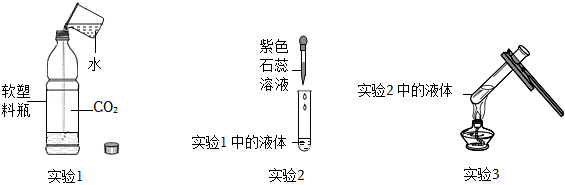 水
软塑
料瓶
CO₂
实验1
紫色
石蕊
溶液
实验1中的液体
实验2
实验2中的液体
实验3